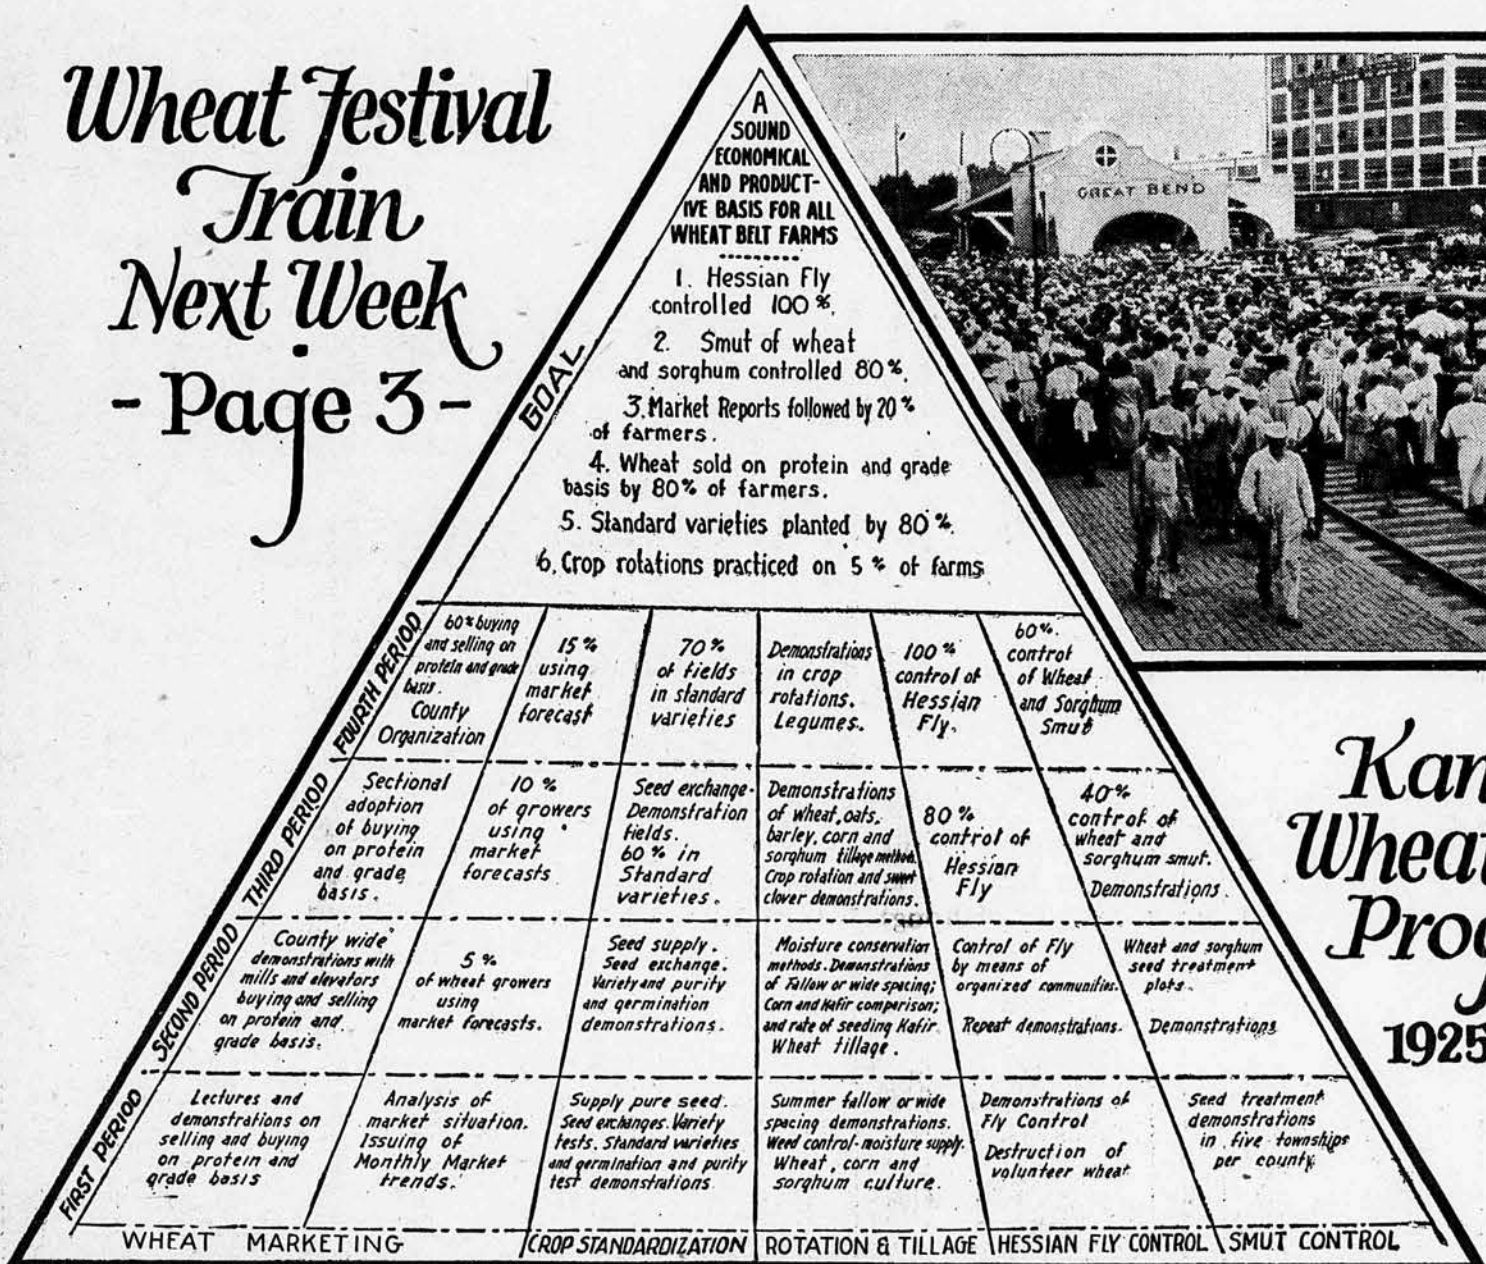 Wheat Festival
Train
Next Week
- Page 3 -
A
SOUND
ECONOMICAL
AND PRODUCT-
IVE BASIS FOR ALL
WHEAT BELT FARMS
1. Hessian Fly
controlled 100%.
2. Smut of wheat
and sorghum controlled 80%.
3. Market Reports followed by 20%
of farmers.
4. Wheat sold on protein and grade
basis by 80% of farmers.
5. Standard varieties planted by 80%.
6. Crop rotations practiced on 5% of farms
GOAL
GREAT BEND
FOURTH PERIOD
60% buying
and selling on
protein and grade
basis.
County
Organization
15%
using
market
forecast
70%
of fields
in standard
varieties
Demonstrations
in crop
rotations.
Legumes.
100%
control of
Hessian
Fly.
60%.
control
of Wheat
and Sorghum
Smut
THIRD PERIOD
Sectional
adoption
of buying
on protein
and grade
basis.
10%
of growers
using
market
forecasts
Seed exchange-
Demonstration
fields.
60% in
Standard
varieties.
Demonstrations
of wheat, oats,
barley, corn and
sorghum tillage methods.
Crop rotation and sweet
clover demonstrations.
80%
control of
Hessian
Fly
40%
control of
wheat and
sorghum smut.
Demonstrations.
SECOND PERIOD
County wide
demonstrations with
mills and elevators
buying and selling
on protein and
grade basis.
5%
of wheat growers
using
market forecasts.
Seed supply.
Seed exchange.
Variety and purity
and germination
demonstrations.
Moisture conservation
methods. Demonstrations
of Fallow or wide spacing;
Corn and Kafir comparison;
and rate of seeding Kafir.
Wheat tillage.
Control of Fly
by means of
organized communities.
Repeat demonstrations.
Wheat and sorghum
seed treatment
plots.
Demonstrations
FIRST PERIOD
Lectures and
demonstrations on
selling and buying
on protein and
grade basis
Analysis of
market situation.
Issuing of
Monthly Market
trends.
Supply pure seed.
Seed exchanges. Variety
tests. Standard varieties
and germination and purity
test demonstrations
Summer fallow or wide
spacing demonstrations.
Weed control-moisture supply.
Wheat, corn and
sorghum culture.
Demonstrations of
Fly Control
Destruction of
volunteer wheat
Seed treatment
demonstrations
in five townships
per county.
WHEAT MARKETING
CROP STANDARDIZATION
ROTATION & TILLAGE
HESSIAN FLY CONTROL
SMUT CONTROL
Kan
Wheat
Pro
1925